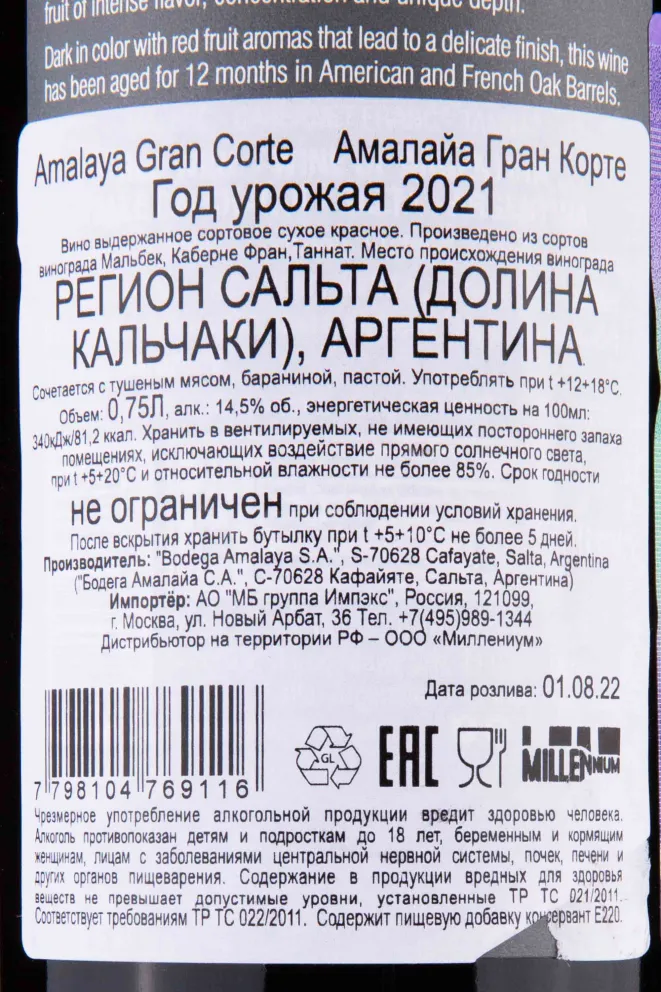 fruit of intense flavor, concentration and unique depth.
Dark in color with red fruit aromas that lead to a delicate finish, this wine
has been aged for 12 months in American and French Oak Barrels.
Amalaya Gran Corte Амалайа Гран Корте
Год урожая 2021
Вино выдержанное сортовое сухое красное. Произведено из сортов
винограда Мальбек, Каберне Фран,Таннат. Место происхождения винограда
РЕГИОН САЛЬТА (ДОЛИНА
КАЛЬЧАКИ), АРГЕНТИНА
Сочетается с тушеным мясом, бараниной, пастой. Употреблять при t +12+18°С.
Объем: 0,75Л, алк.: 14,5% об., энергетическая ценность на 100мл:
340кДж/81,2 ккал. Хранить в вентилируемых, не имеющих постороннего запаха
помещениях, исключающих воздействие прямого солнечного света,
при t +5+20°С и относительной влажности не более 85%. Срок годности
не ограничен при соблюдении условий хранения.
После вскрытия хранить бутылку при t +5+10°С не более 5 дней.
Производитель: "Bodega Amalaya S.A.", S-70628 Cafayate, Salta, Argentina
("Бодега Амалайа С.А.", С-70628 Кафайяте, Сальта, Аргентина)
Импортёр: АО "МБ группа Импэкс", Россия, 121099,
г. Москва, ул. Новый Арбат, 36 Тел. +7(495)989-1344
Дистрибьютор на территории РФ – ООО «Миллениум»
Дата розлива: 01.08.22
GL
EAC
MILLENNIUM
7 798104 769116
Чрезмерное употребление алкогольной продукции вредит здоровью человека.
Алкоголь противопоказан детям и подросткам до 18 лет, беременным и кормящим
женщинам, лицам с заболеваниями центральной нервной системы, почек, печени и
других органов пищеварения. Содержание в продукции вредных для здоровья
веществ не превышает допустимые уровни, установленные ТР ТС 021/2011.
Соответствует требованиям ТР ТС 022/2011. Содержит пищевую добавку консервант Е220.